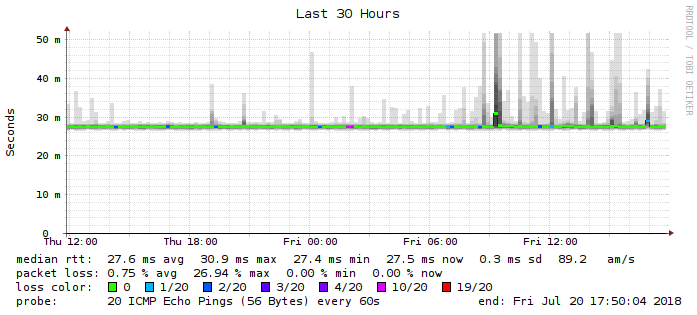 Last 30 Hours
RRDTOOL / TOBI OETIKER
Seconds
50 m
40 m
30 m
20 m
10 m
0
Thu 12:00 Thu 18:00 Fri 00:00 Fri 06:00 Fri 12:00
median rtt: 27.6 ms avg 30.9 ms max 27.4 ms min 27.5 ms now 0.3 ms sd 89.2 am/s
packet loss: 0.75 % avg 26.94 % max 0.00 % min 0.00 % now
loss color: 0 1/20 2/20 3/20 4/20 10/20 19/20
probe: 20 ICMP Echo Pings (56 Bytes) every 60s end: Fri Jul 20 17:50:04 2018